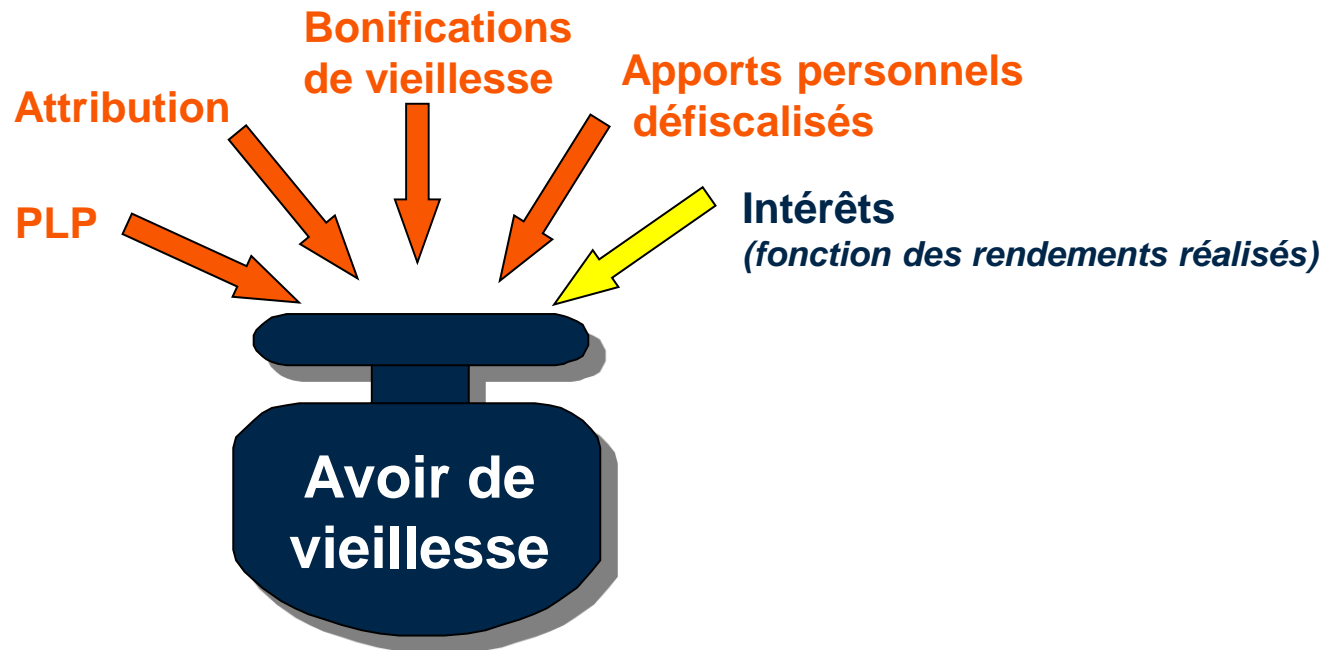 Bonifications
de vieillesse
Apports personnels
défiscalisés
Attribution
PLP
Intérêts
(fonction des rendements réalisés)
Avoir de
vieillesse